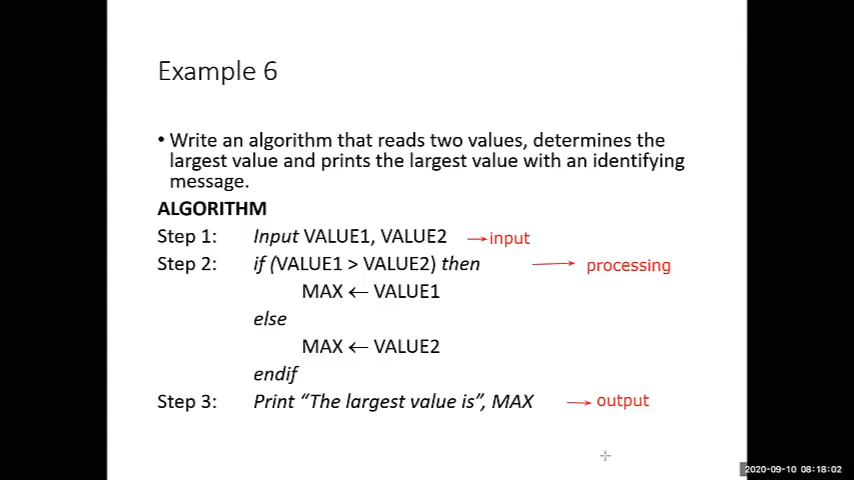 Example 6
• Write an algorithm that reads two values, determines the
largest value and prints the largest value with an identifying
message.
ALGORITHM
Step 1: Input VALUE1, VALUE2 → input
Step 2: if (VALUE1 > VALUE2) then → processing
MAX ← VALUE1
else
MAX ← VALUE2
endif
Step 3: Print “The largest value is”, MAX → output
2020-09-10 08:18:02